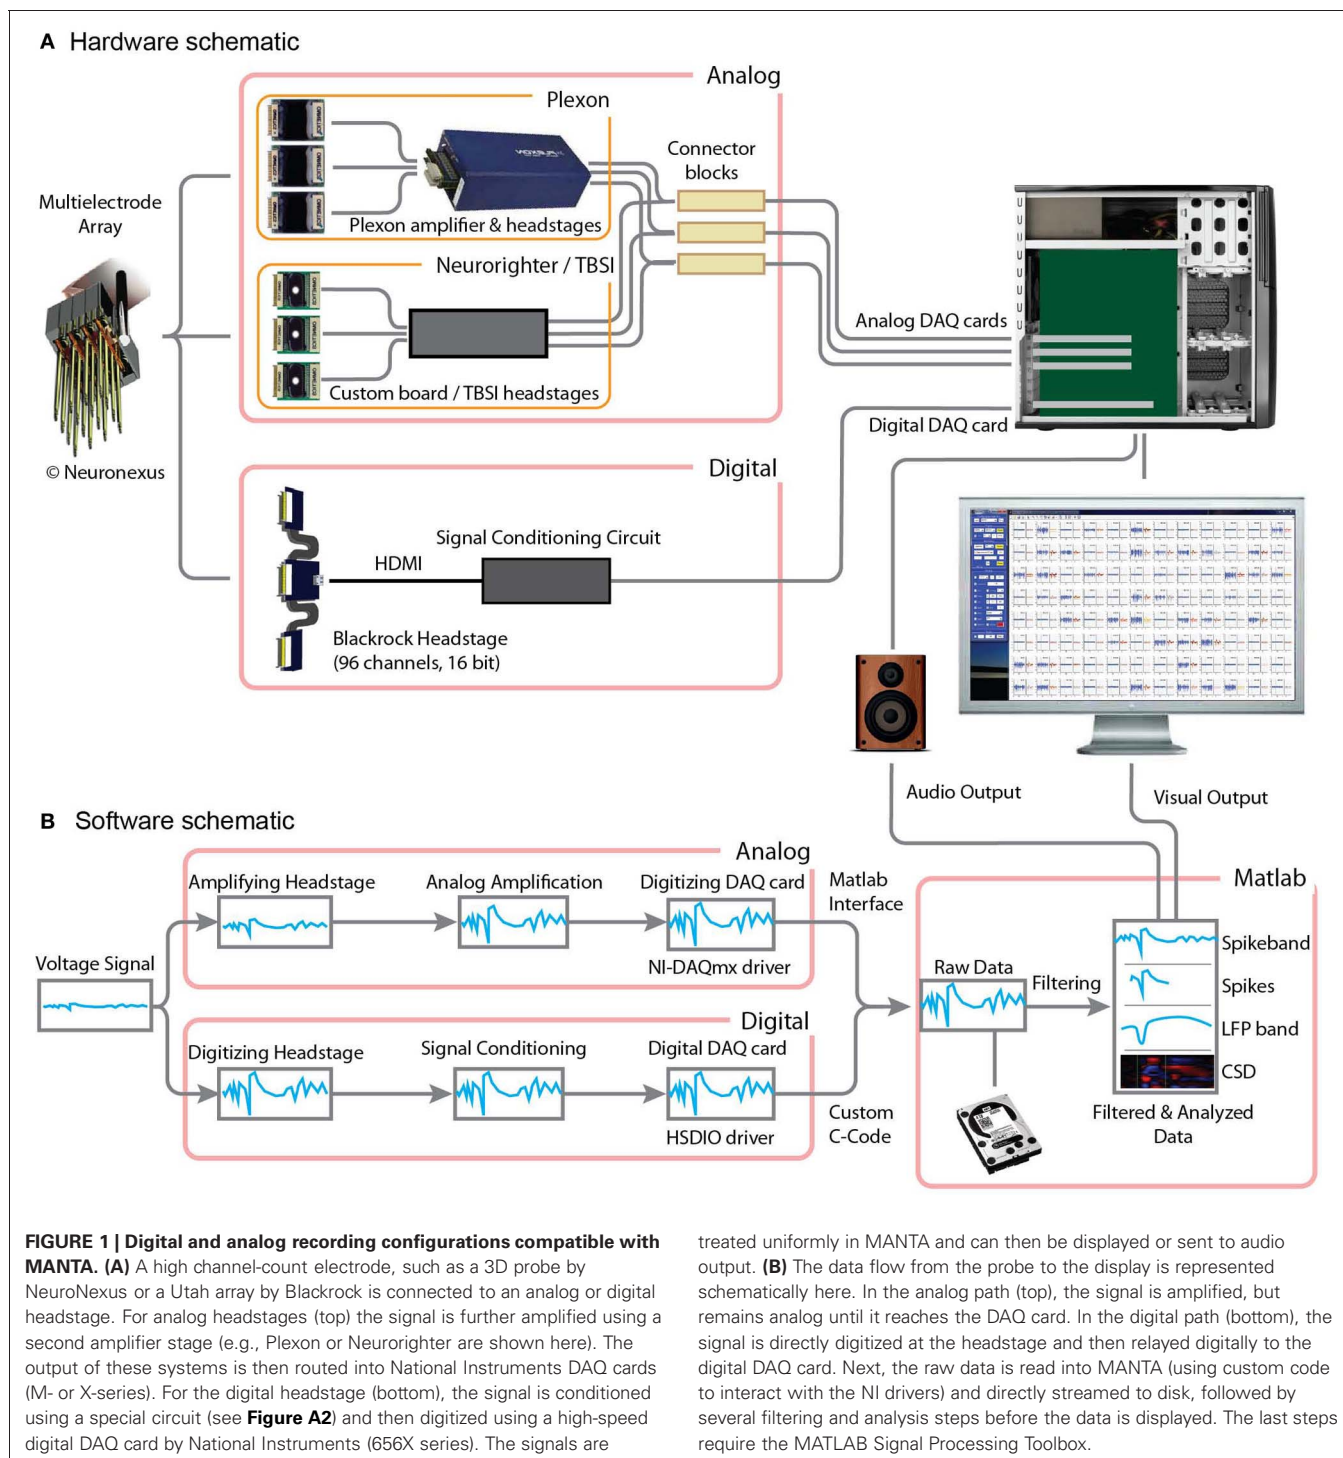 A Hardware schematic
Analog
Plexon
Plexon amplifier & headstages
Connector
blocks
Multielectrode
Array
Neurorighter / TBSI
Custom board / TBSI headstages
© Neuronexus
Analog DAQ cards
Digital DAQ card
Digital
Signal Conditioning Circuit
HDMI
Blackrock Headstage
(96 channels, 16 bit)
Audio Output
Visual Output
B Software schematic
Analog
Amplifying Headstage
Analog Amplification
Digitizing DAQ card
NI-DAQmx driver
Matlab
Interface
Voltage Signal
Digital
Digitizing Headstage
Signal Conditioning
Digital DAQ card
HSDIO driver
Custom
C-Code
Matlab
Raw Data
Filtering
Spikeband
Spikes
LFP band
CSD
Filtered & Analyzed
Data
FIGURE 1 | Digital and analog recording configurations compatible with
MANTA. (A) A high channel-count electrode, such as a 3D probe by
NeuroNexus or a Utah array by Blackrock is connected to an analog or digital
headstage. For analog headstages (top) the signal is further amplified using a
second amplifier stage (e.g., Plexon or Neurorighter are shown here). The
output of these systems is then routed into National Instruments DAQ cards
(M- or X-series). For the digital headstage (bottom), the signal is conditioned
using a special circuit (see Figure A2) and then digitized using a high-speed
digital DAQ card by National Instruments (656X series). The signals are
treated uniformly in MANTA and can then be displayed or sent to audio
output. (B) The data flow from the probe to the display is represented
schematically here. In the analog path (top), the signal is amplified, but
remains analog until it reaches the DAQ card. In the digital path (bottom), the
signal is directly digitized at the headstage and then relayed digitally to the
digital DAQ card. Next, the raw data is read into MANTA (using custom code
to interact with the NI drivers) and directly streamed to disk, followed by
several filtering and analysis steps before the data is displayed. The last steps
require the MATLAB Signal Processing Toolbox.